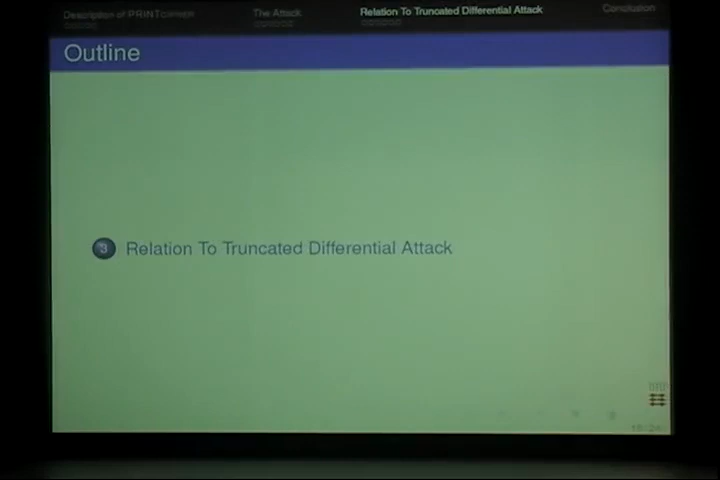 Description of PRINTCIPHER
The Attack
Relation To Truncated Differential Attack
Conclusion
Outline
3 Relation To Truncated Differential Attack